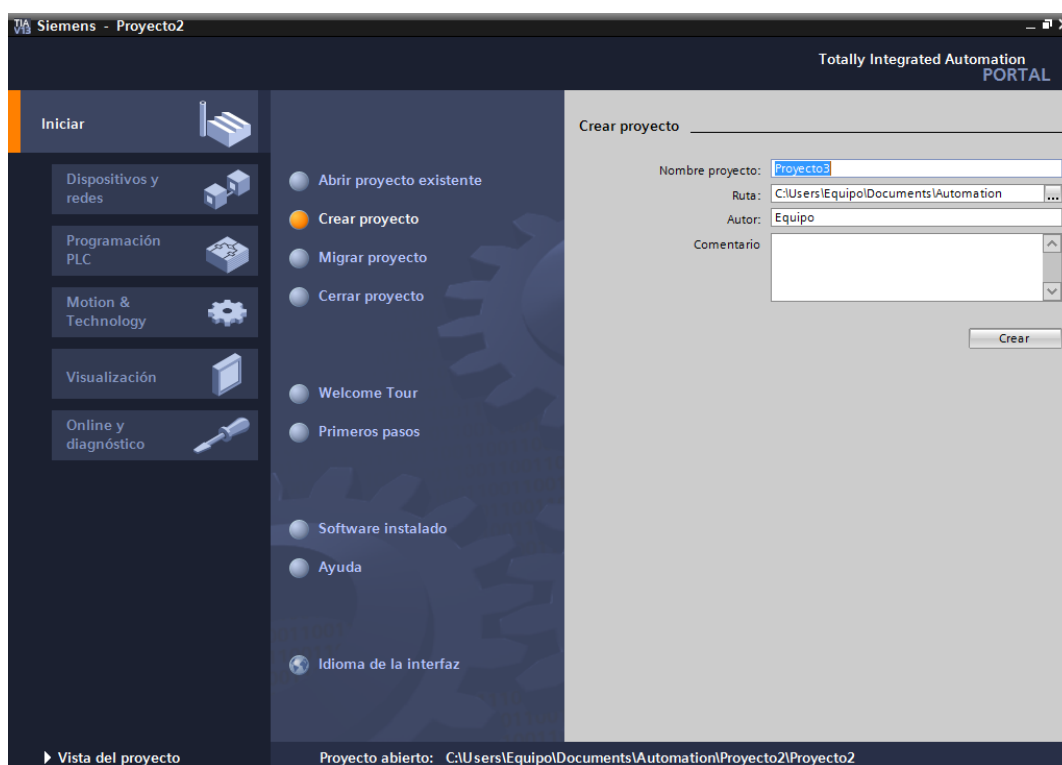 TIA V13 Siemens - Proyecto2
Totally Integrated Automation
PORTAL
Iniciar
Dispositivos y
redes
Programación
PLC
Motion &
Technology
Visualización
Online y
diagnóstico
Abrir proyecto existente
Crear proyecto
Migrar proyecto
Cerrar proyecto
Welcome Tour
Primeros pasos
Software instalado
Ayuda
Idioma de la interfaz
Crear proyecto
Nombre proyecto: Proyecto3
Ruta: C:\Users\Equipo\Documents\Automation ...
Autor: Equipo
Comentario
Crear
Vista del proyecto
Proyecto abierto: C:\Users\Equipo\Documents\Automation\Proyecto2\Proyecto2